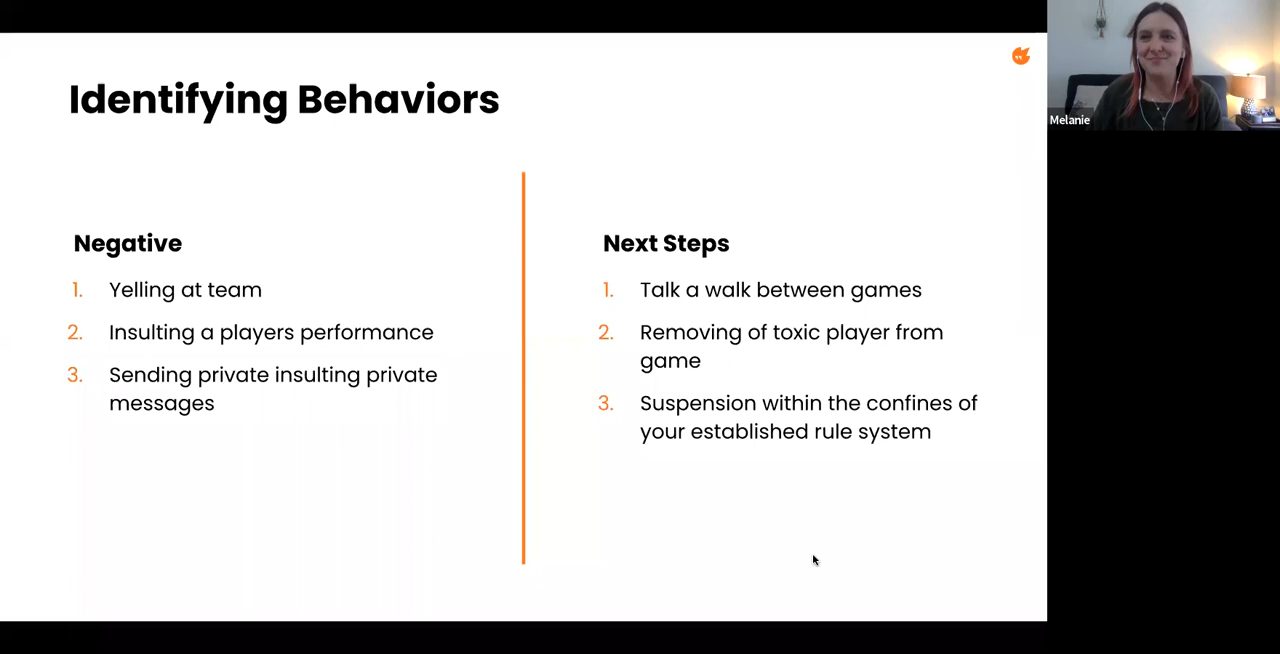 Identifying Behaviors
Negative
1. Yelling at team
2. Insulting a players performance
3. Sending private insulting private
messages
Next Steps
1. Talk a walk between games
2. Removing of toxic player from
game
3. Suspension within the confines of
your established rule system
Melanie